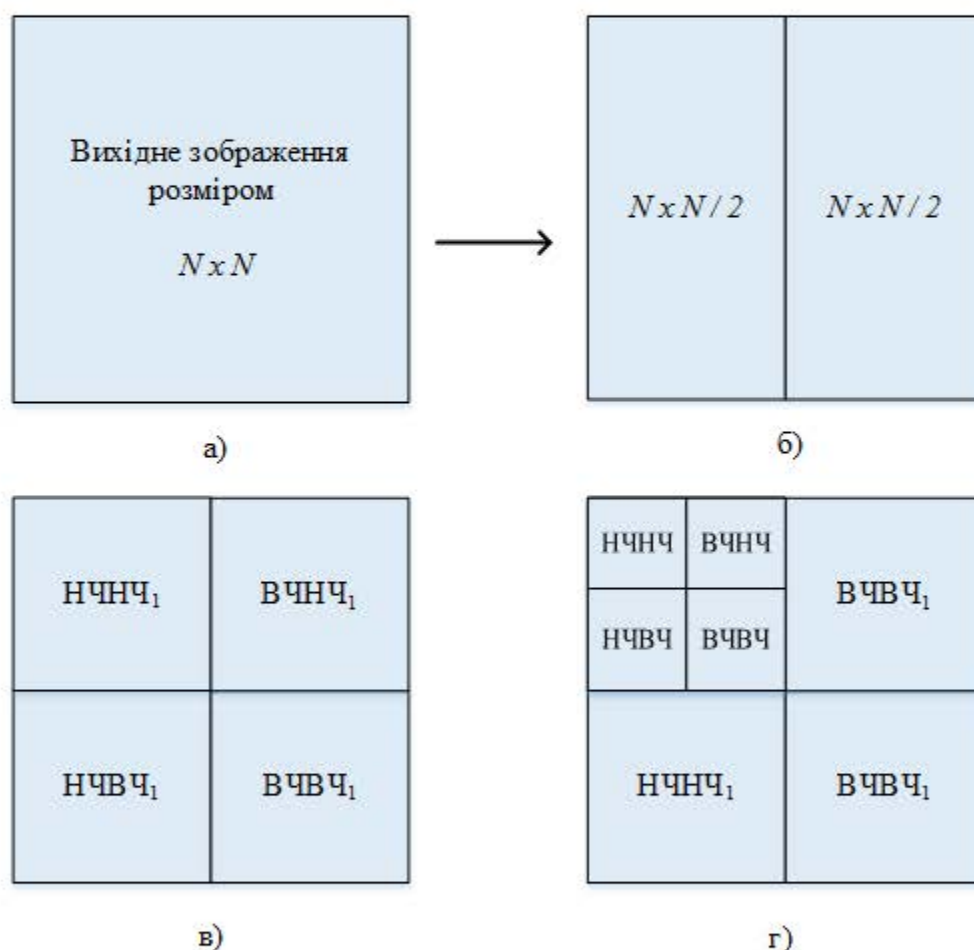 Вихідне зображення
розміром
N x N
N x N / 2
N x N / 2
а)
б)
НЧНЧ₁
ВЧНЧ₁
НЧВЧ₁
ВЧВЧ₁
в)
НЧНЧ
ВЧНЧ
НЧВЧ
ВЧВЧ
ВЧВЧ₁
НЧНЧ₁
ВЧВЧ₁
г)